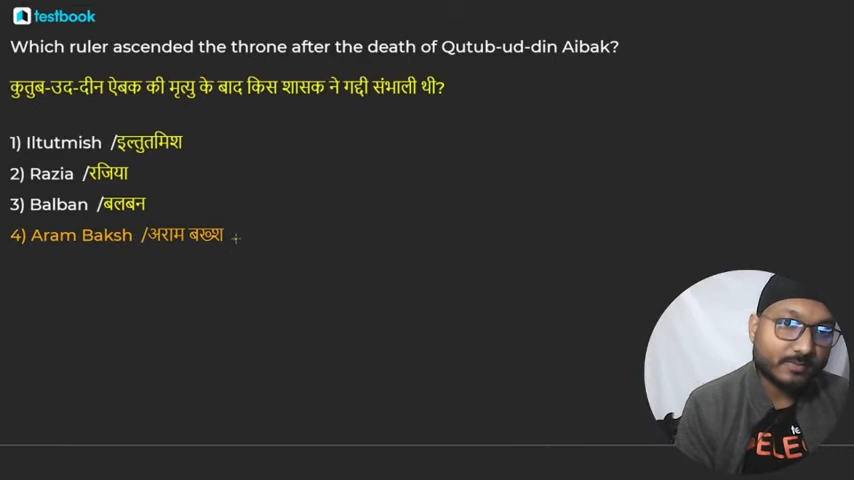 testbook
Which ruler ascended the throne after the death of Qutub-ud-din Aibak?
कुतुब-उद-दीन ऐबक की मृत्यु के बाद किस शासक ने गद्दी संभाली थी?
1) Iltutmish /इल्तुतमिश
2) Razia /रजिया
3) Balban /बलबन
4) Aram Baksh /अराम बख्श